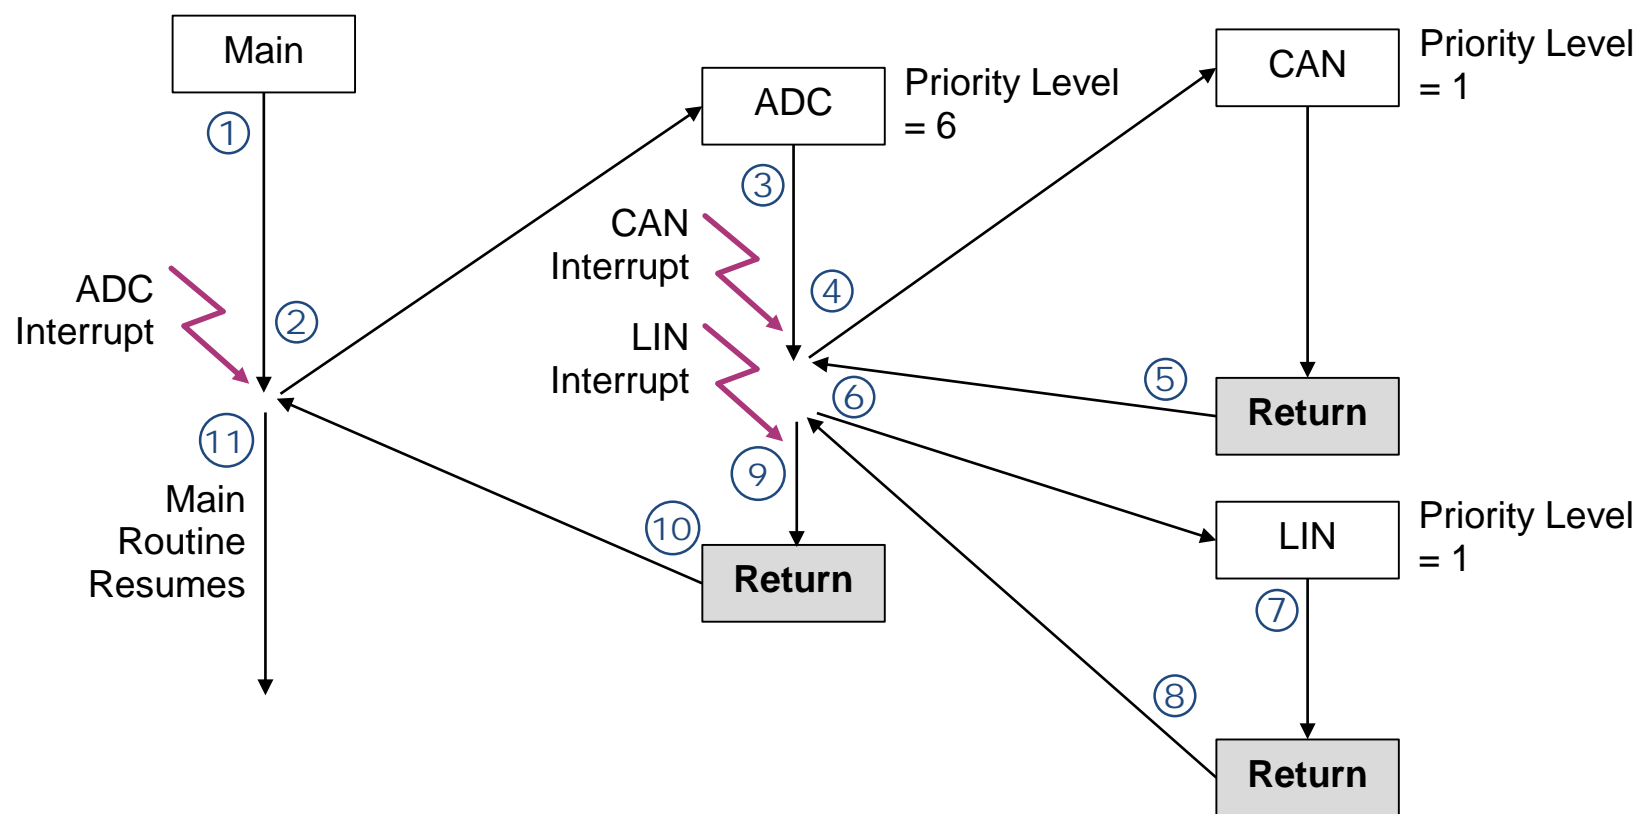 Main
①
ADC
Interrupt
②
⑪
Main
Routine
Resumes
ADC
Priority Level
= 6
③
CAN
Interrupt
④
LIN
Interrupt
⑥
⑨
⑩
Return
CAN
Priority Level
= 1
⑤
Return
LIN
Priority Level
= 1
⑦
⑧
Return